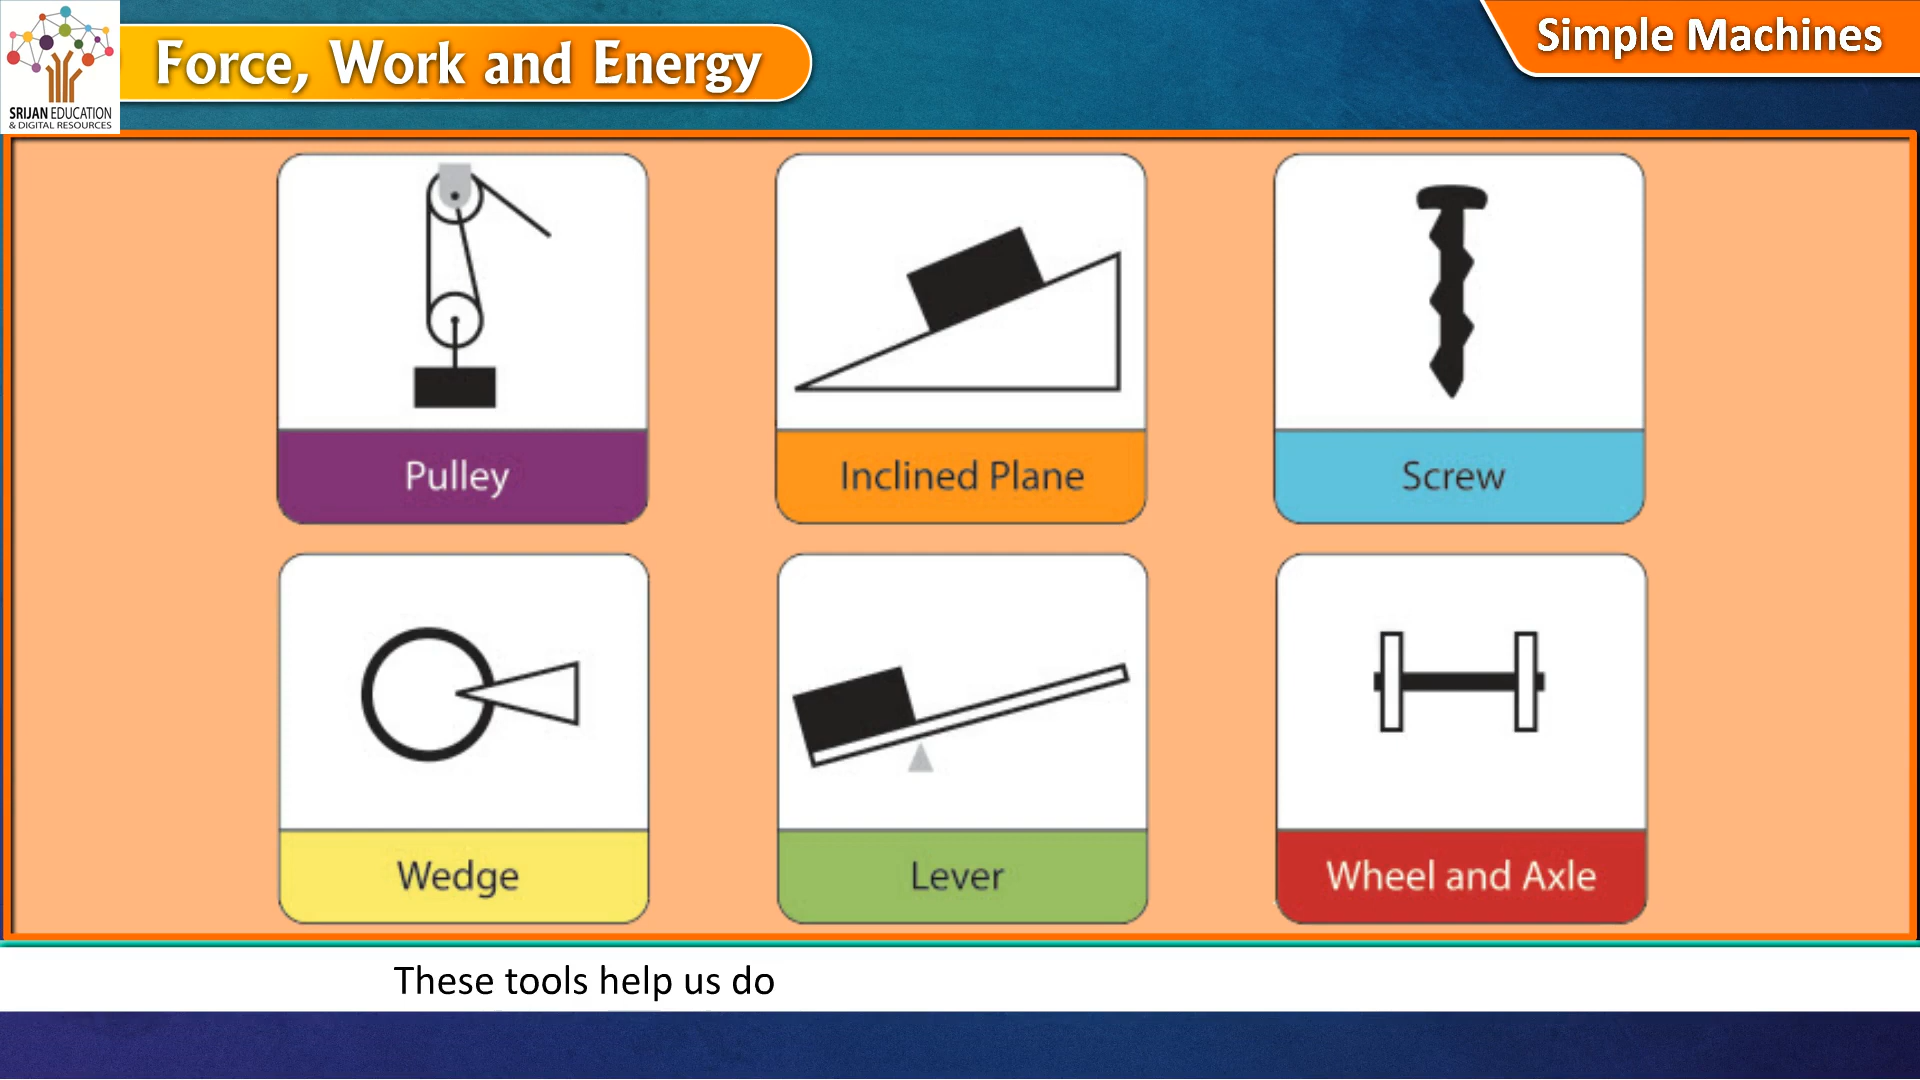 SRIJAN EDUCATION
& DIGITAL RESOURCES
Force, Work and Energy
Simple Machines
Pulley
Inclined Plane
Screw
Wedge
Lever
Wheel and Axle
These tools help us do